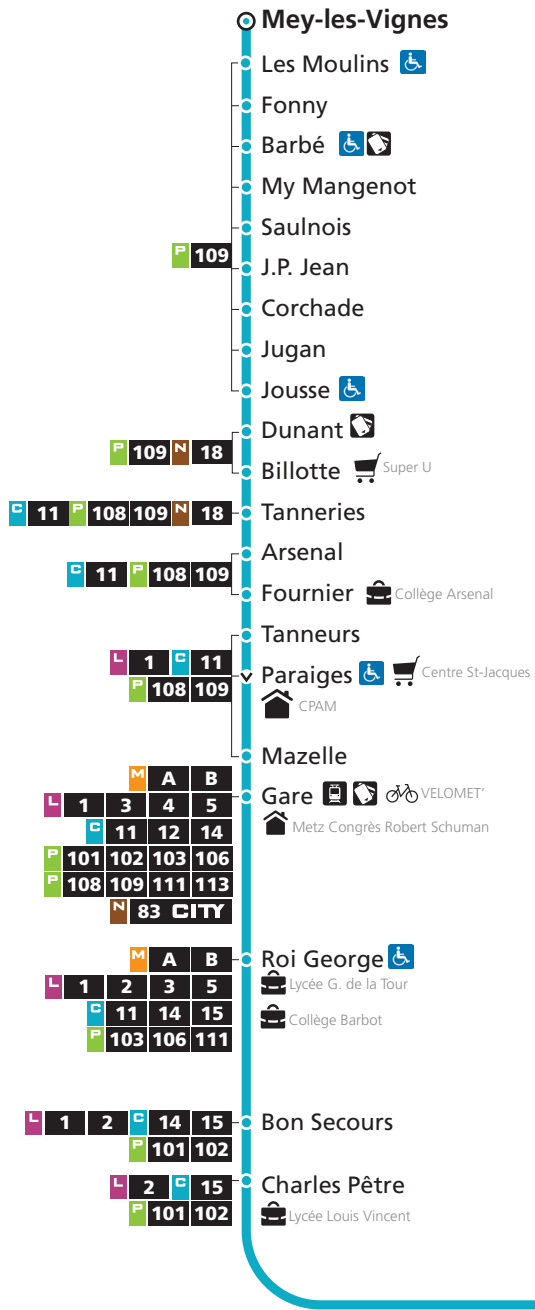 Mey-les-Vignes
Les Moulins
Fonny
Barbé
My Mangenot
Saulnois
P 109
J.P. Jean
Corchade
Jugan
Jousse
Dunant
P 109 N 18
Billotte Super U
C 11 P 108 109 N 18 Tanneries
Arsenal
C 11 P 108 109
Fournier Collège Arsenal
Tanneurs
L 1 C 11
Paraiges Centre St-Jacques
P 108 109
CPAM
Mazelle
M A B
Gare VELOMET'
L 1 3 4 5
Metz Congrès Robert Schuman
C 11 12 14
P 101 102 103 106
P 108 109 111 113
N 83 CITY
M A B Roi George
L 1 2 3 5 Lycée G. de la Tour
C 11 14 15 Collège Barbot
P 103 106 111
L 1 2 C 14 15 Bon Secours
P 101 102
L 2 C 15 Charles Pêtre
P 101 102 Lycée Louis Vincent